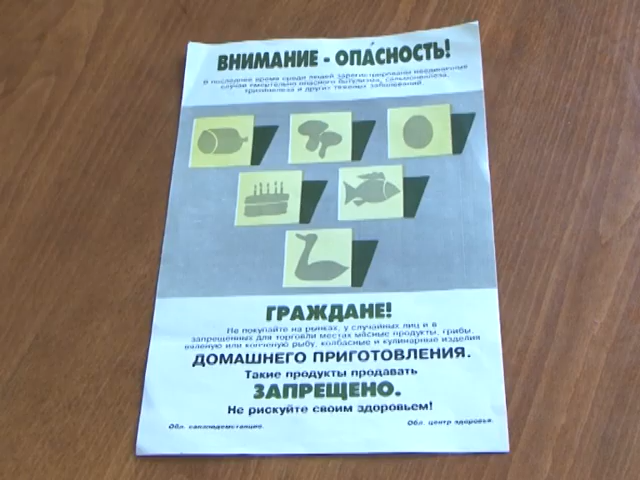 ВНИМАНИЕ - ОПАСНОСТЬ!
В последнее время среди людей зарегистрированы неединичные
случаи смертельно опасного ботулизма, сальмонеллеза,
трихинеллеза и других тяжелых заболеваний.
ГРАЖДАНЕ!
Не покупайте на рынках, у случайных лиц и в
запрещенных для торговли местах мясные продукты, грибы,
вяленую или копченую рыбу, колбасные и кулинарные изделия
ДОМАШНЕГО ПРИГОТОВЛЕНИЯ.
Такие продукты продавать
ЗАПРЕЩЕНО.
Не рискуйте своим здоровьем!
Обл. санэпидемстанция. Обл. центр здоровья.